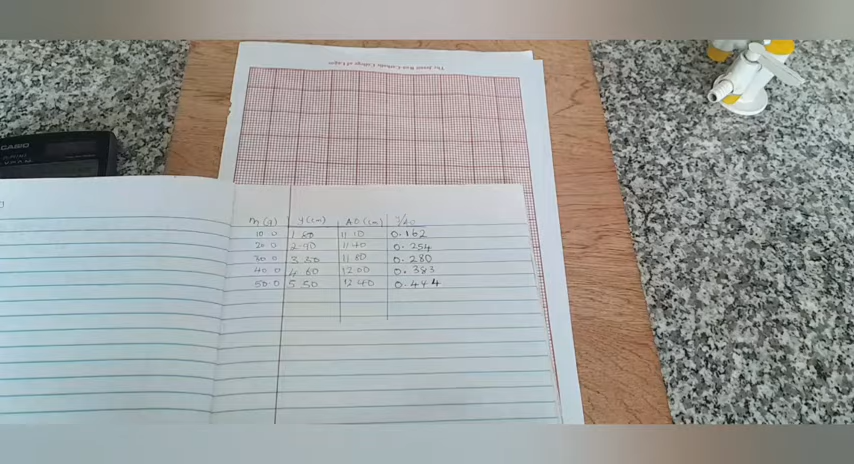 CASIO
m (g) y (cm) AO (cm) y/AO
10.0 1.80 11.10 0.162
20.0 2.90 11.40 0.254
30.0 3.30 11.80 0.280
40.0 4.60 12.00 0.383
50.0 5.50 12.40 0.444